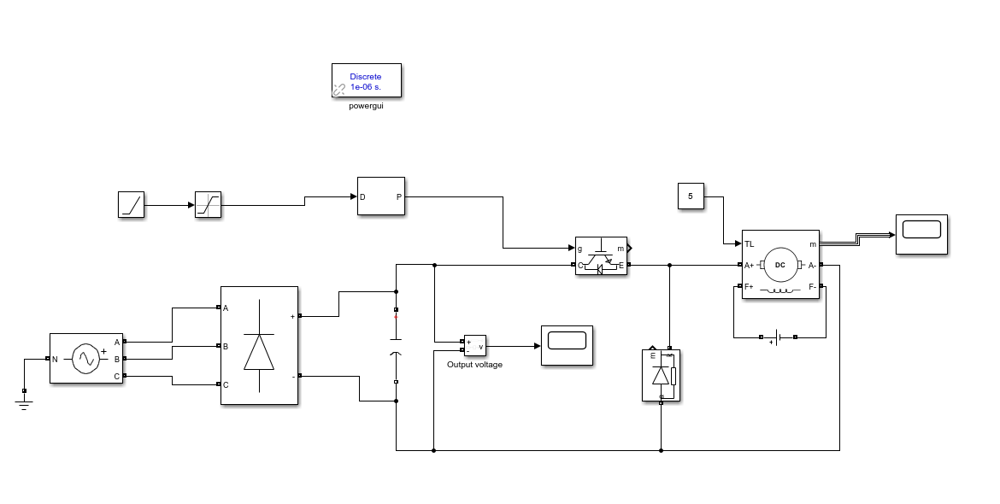 Discrete
1e-06 s.
powergui
D
P
5
g
m
C
E
TL
m
A+
DC
A-
F+
F-
+
A
B
C
+
-
N
+
A
B
C
+
-
v
Output voltage
m